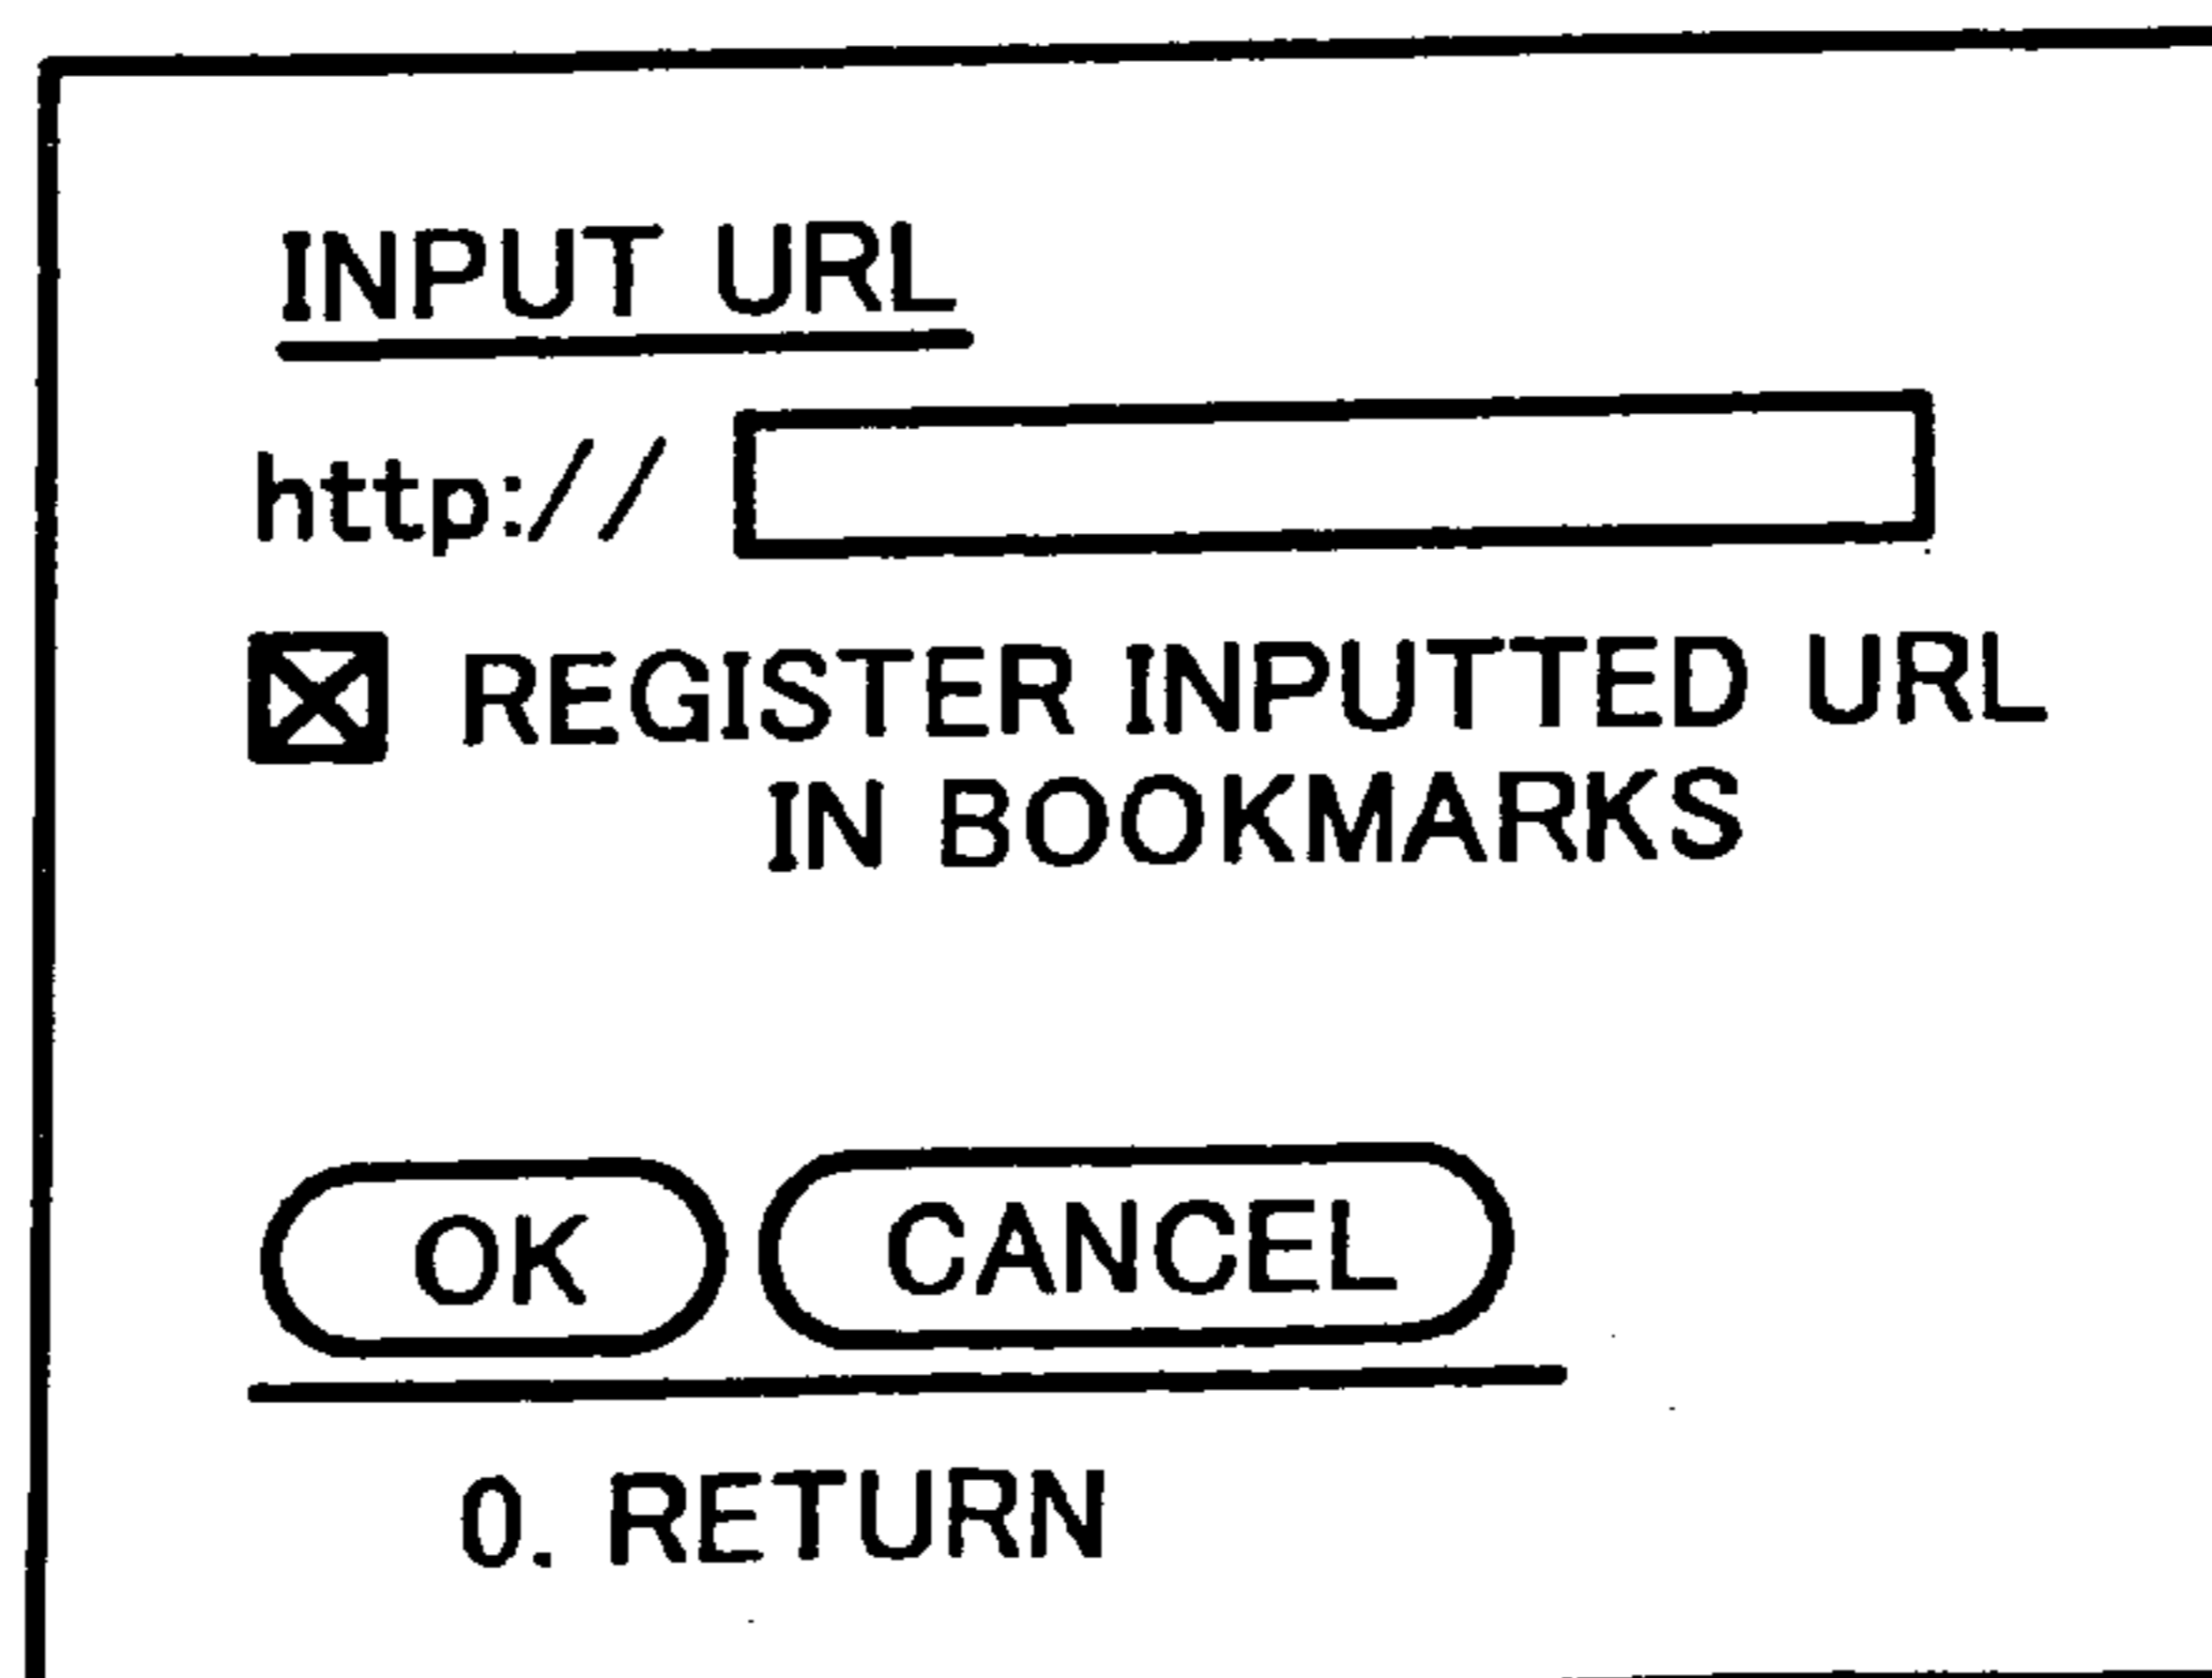 INPUT URL
http://
REGISTER INPUTTED URL
IN BOOKMARKS
OK CANCEL
0. RETURN